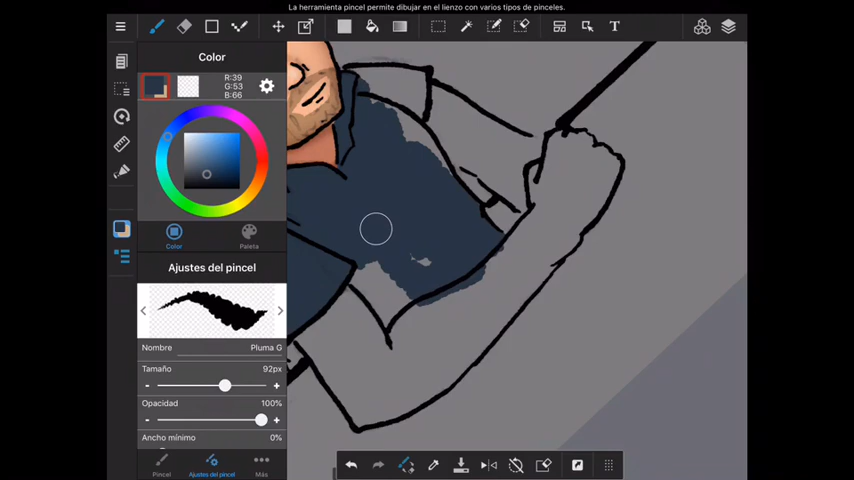 La herramienta pincel permite dibujar en el lienzo con varios tipos de pinceles.
T
Color
R:39
G:53
B:66
Color
Paleta
Ajustes del pincel
Nombre
Pluma G
Tamaño
92px
- +
Opacidad
100%
- +
Ancho mínimo
0%
Pincel
Ajustes del pincel
Más